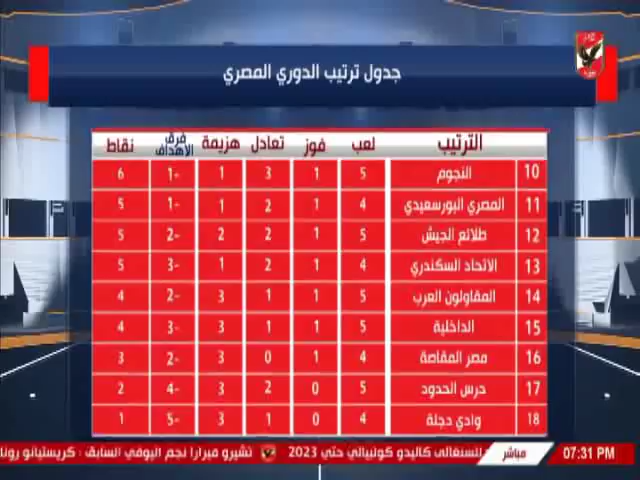 جدول ترتيب الدوري المصري
الترتيب لعب فوز تعادل هزيمة فرق الأهداف نقاط
10 النجوم 5 1 3 1 1- 6
11 المصري البورسعيدي 4 1 2 1 1- 5
12 طلائع الجيش 5 1 2 2 2- 5
13 الاتحاد السكندري 4 1 2 1 3- 5
14 المقاولون العرب 5 1 1 3 2- 4
15 الداخلية 5 1 1 3 3- 4
16 مصر المقاصة 4 1 0 3 2- 3
17 حرس الحدود 5 0 2 3 4- 2
18 وادي دجلة 4 0 1 3 5- 1
07:31 PM مباشر للسنغالي كاليدو كوليبالي حتي 2023 تشيرو فيرارا نجم اليوفي السابق : كريستيانو